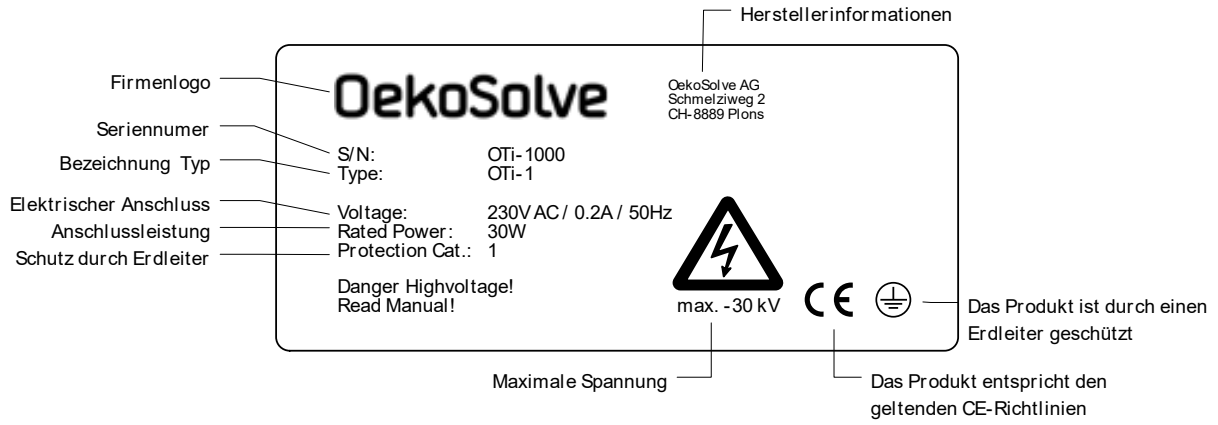 Herstellerinformationen
Firmenlogo
OekoSolve
OekoSolve AG
Schmelziweg 2
CH-8889 Plons
Seriennumer
S/N: OTi-1000
Bezeichnung Typ
Type: OTi-1
Elektrischer Anschluss
Voltage: 230V AC / 0.2A / 50Hz
Anschlussleistung
Rated Power: 30W
Schutz durch Erdleiter
Protection Cat.: 1
Danger Highvoltage!
Read Manual!
max. -30 kV
CE
Das Produkt ist durch einen
Erdleiter geschützt
Maximale Spannung
Das Produkt entspricht den
geltenden CE-Richtlinien